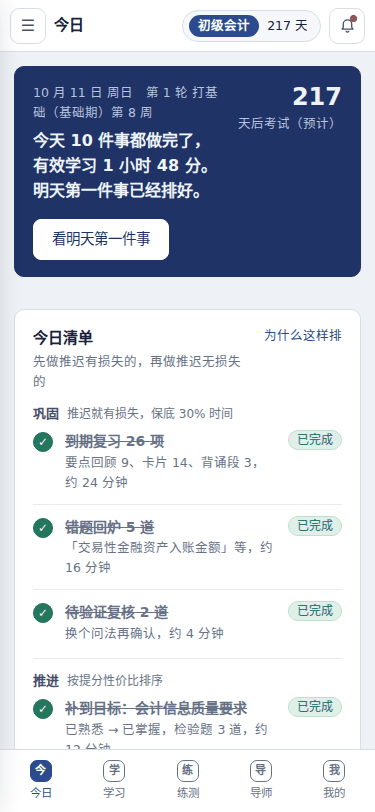 ☰ 今日 初级会计 217 天
10 月 11 日 周日　第 1 轮 打基
础（基础期）第 8 周
217
天后考试（预计）
今天 10 件事都做完了，
有效学习 1 小时 48 分。
明天第一件事已经排好。
看明天第一件事
今日清单
为什么这样排
先做推迟有损失的，再做推迟无损失
的
巩固 推迟就有损失，保底 30% 时间
✓ 到期复习 26 项 已完成
要点回顾 9、卡片 14、背诵段 3，
约 24 分钟
✓ 错题回炉 5 道 已完成
「交易性金融资产入账金额」等，约
16 分钟
✓ 待验证复核 2 道 已完成
换个问法再确认，约 4 分钟
推进 按提分性价比排序
✓ 补到目标：会计信息质量要求 已完成
已熟悉 → 已掌握，检验题 3 道，约
12 分钟
今 学 练 导 我
今日 学习 练测 导师 我的